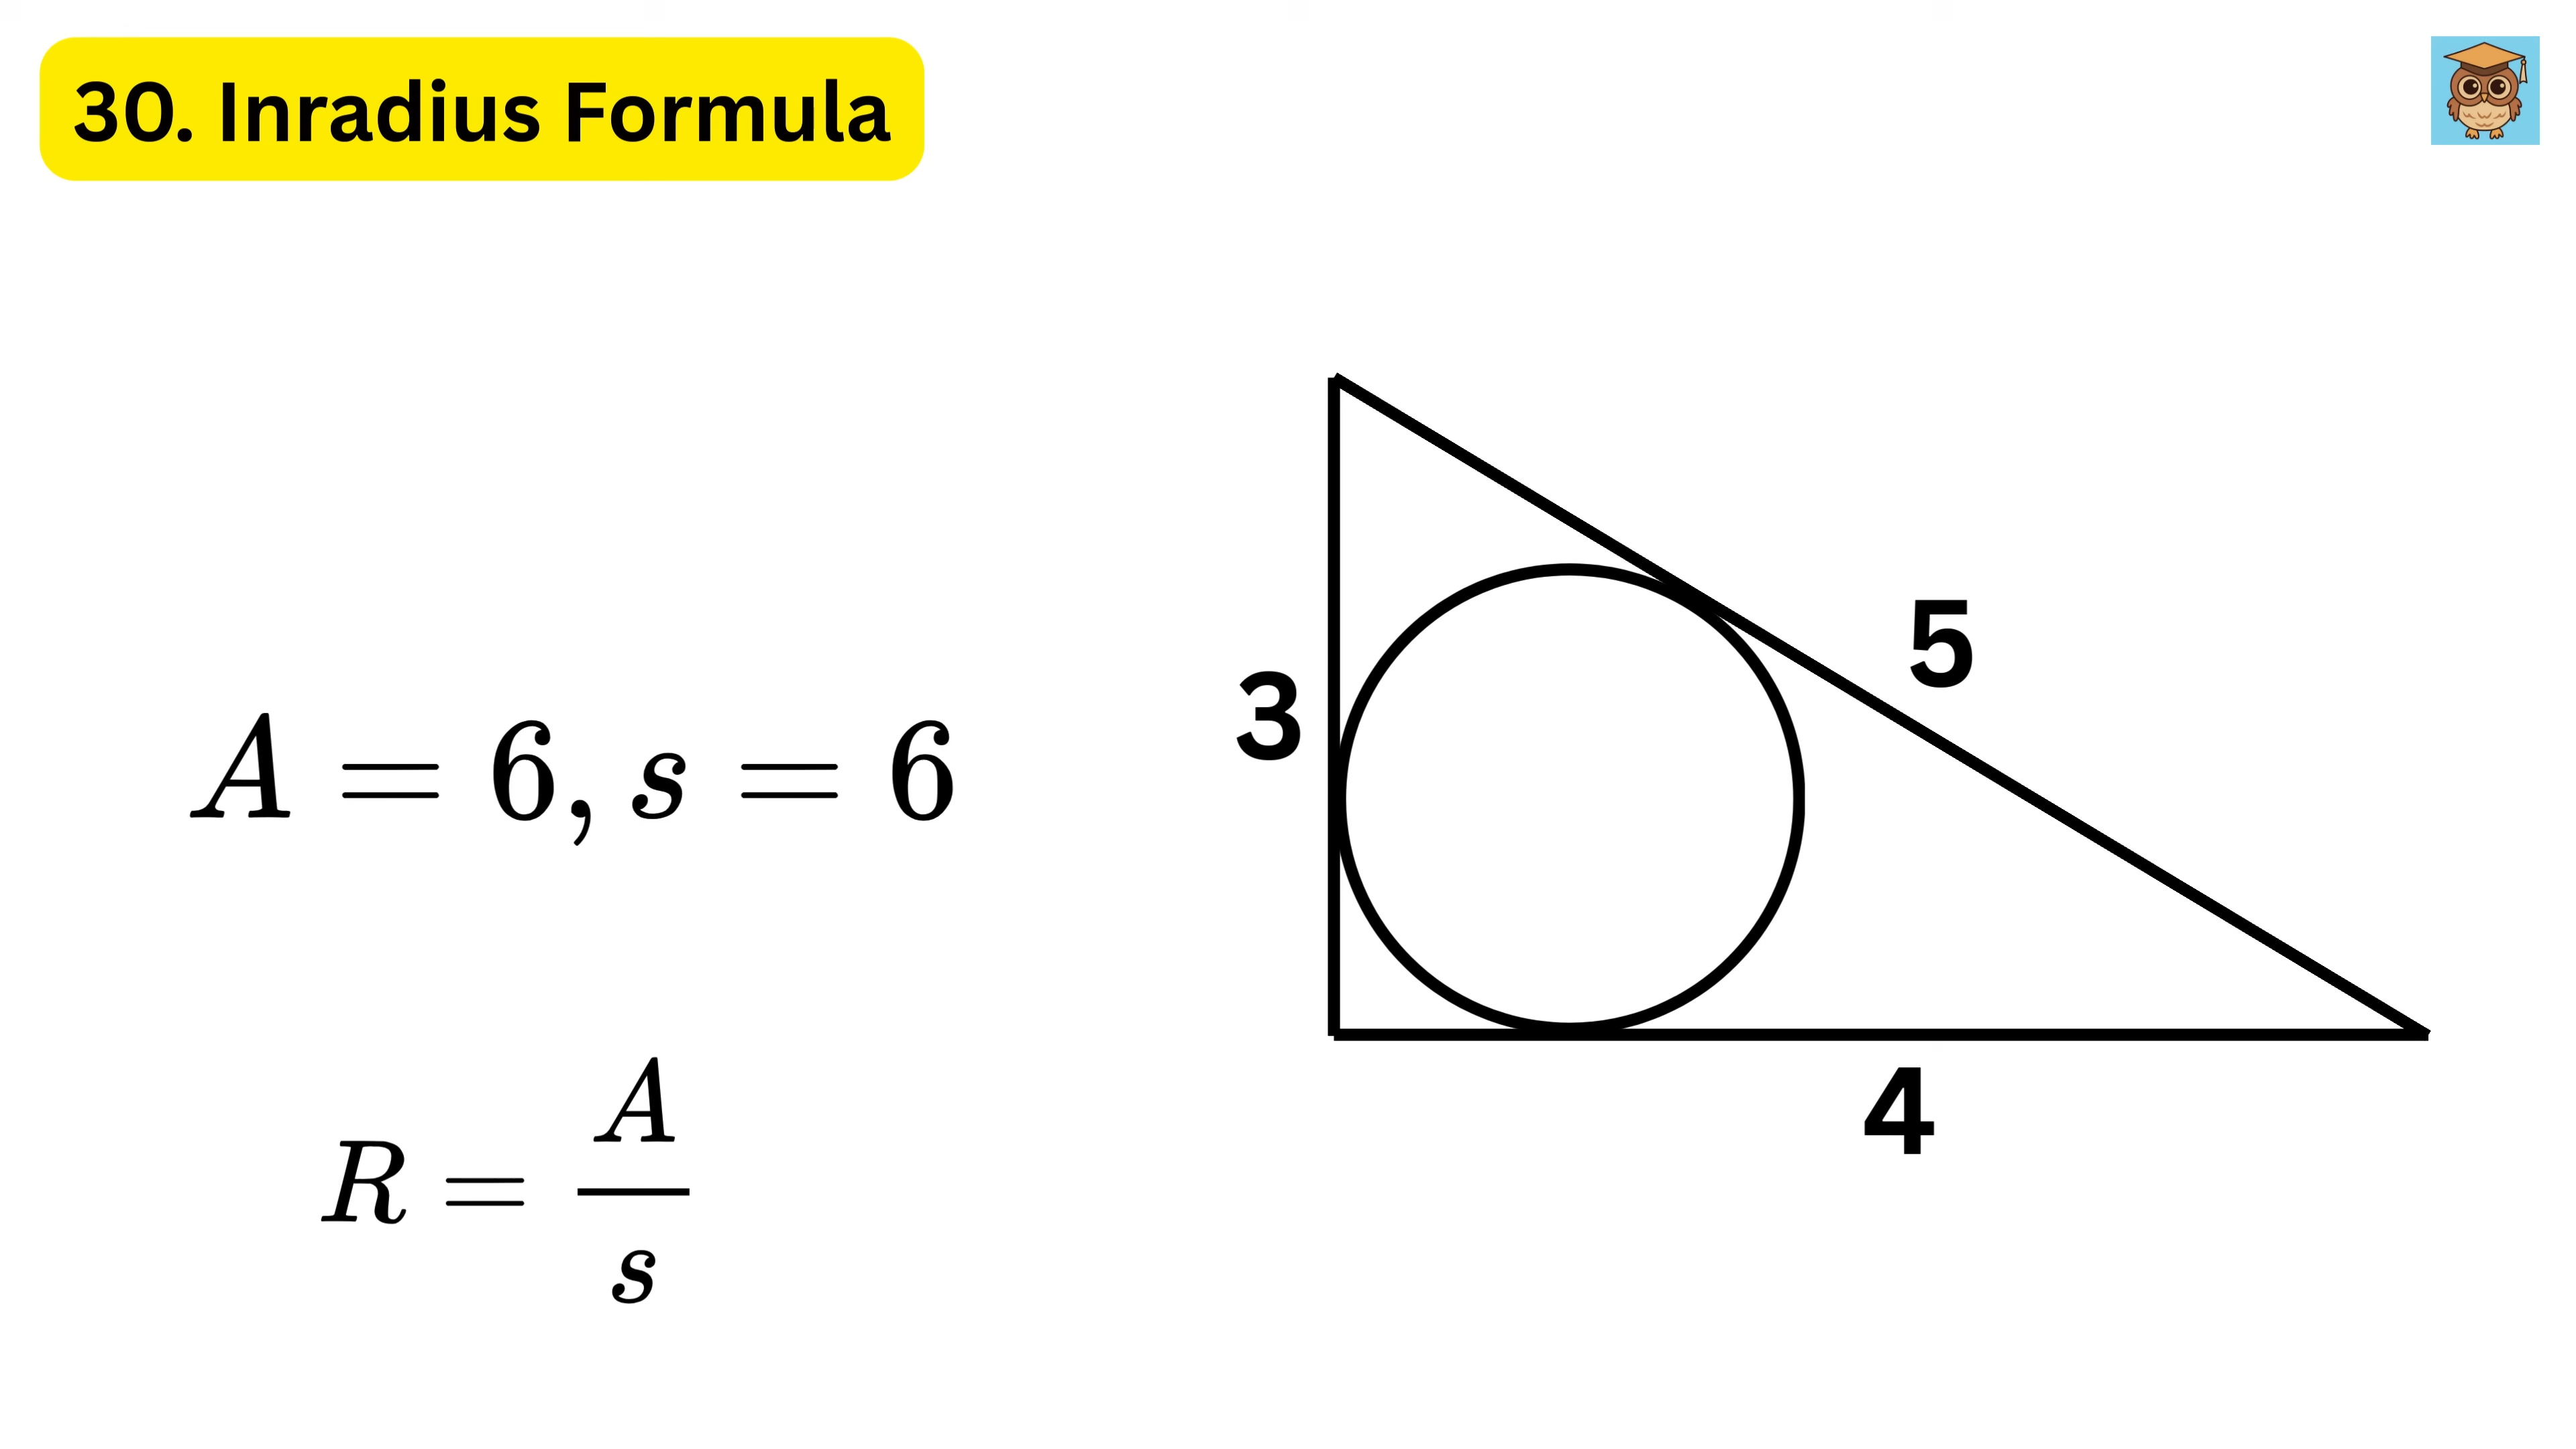 30. Inradius Formula
5
3
A = 6, s = 6
4
R = A/s